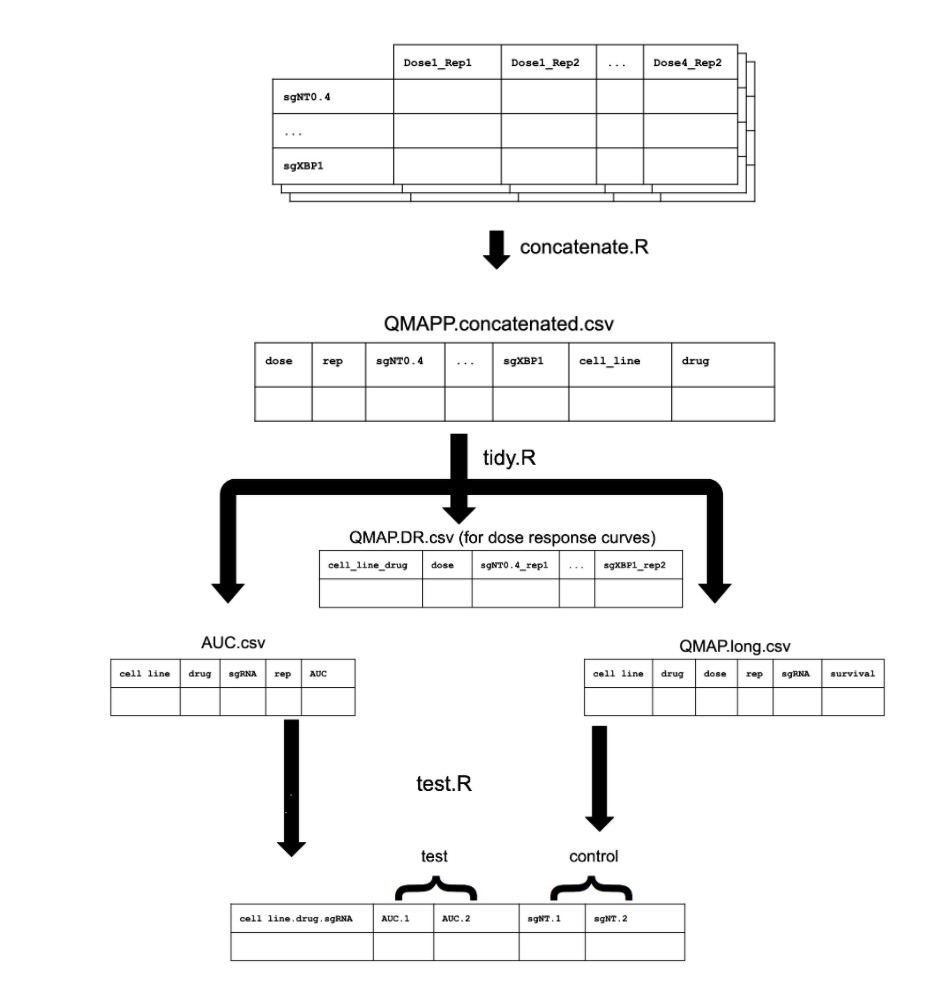 Dose1_Rep1 Dose1_Rep2 ... Dose4_Rep2
sgNT0.4
...
sgXBP1
concatenate.R
QMAPP.concatenated.csv
dose rep sgNT0.4 ... sgXBP1 cell_line drug
tidy.R
QMAP.DR.csv (for dose response curves)
cell_line_drug dose sgNT0.4_rep1 ... sgXBP1_rep2
AUC.csv
cell line drug sgRNA rep AUC
QMAP.long.csv
cell line drug dose rep sgRNA survival
test.R
test control
cell line.drug.sgRNA AUC.1 AUC.2 sgNT.1 sgNT.2